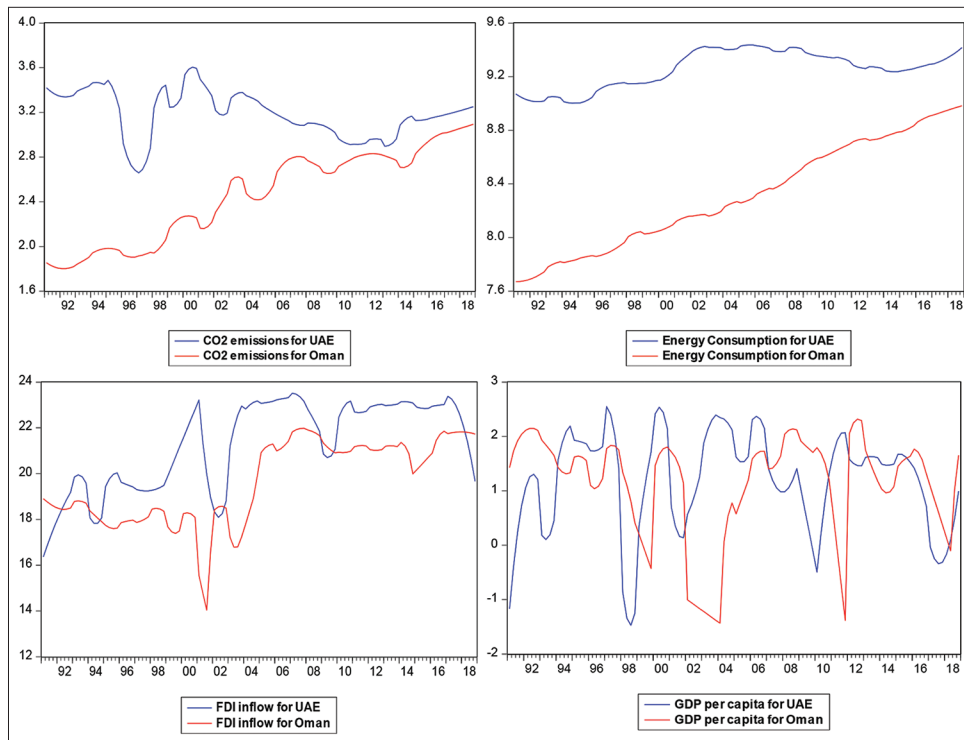 4.0
3.6
3.2
2.8
2.4
2.0
1.6
92 94 96 98 00 02 04 06 08 10 12 14 16 18
CO2 emissions for UAE
CO2 emissions for Oman
9.6
9.2
8.8
8.4
8.0
7.6
92 94 96 98 00 02 04 06 08 10 12 14 16 18
Energy Consumption for UAE
Energy Consumption for Oman
24
22
20
18
16
14
12
92 94 96 98 00 02 04 06 08 10 12 14 16 18
FDI inflow for UAE
FDI inflow for Oman
3
2
1
0
-1
-2
92 94 96 98 00 02 04 06 08 10 12 14 16 18
GDP per capita for UAE
GDP per capita for Oman